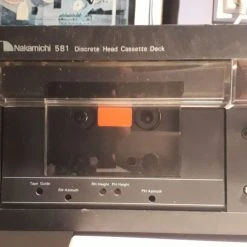 Nakamichi 581 Discrete Head Cassette Deck
Tape Guide RH Azimuth RH Height PH Height PH Azimuth